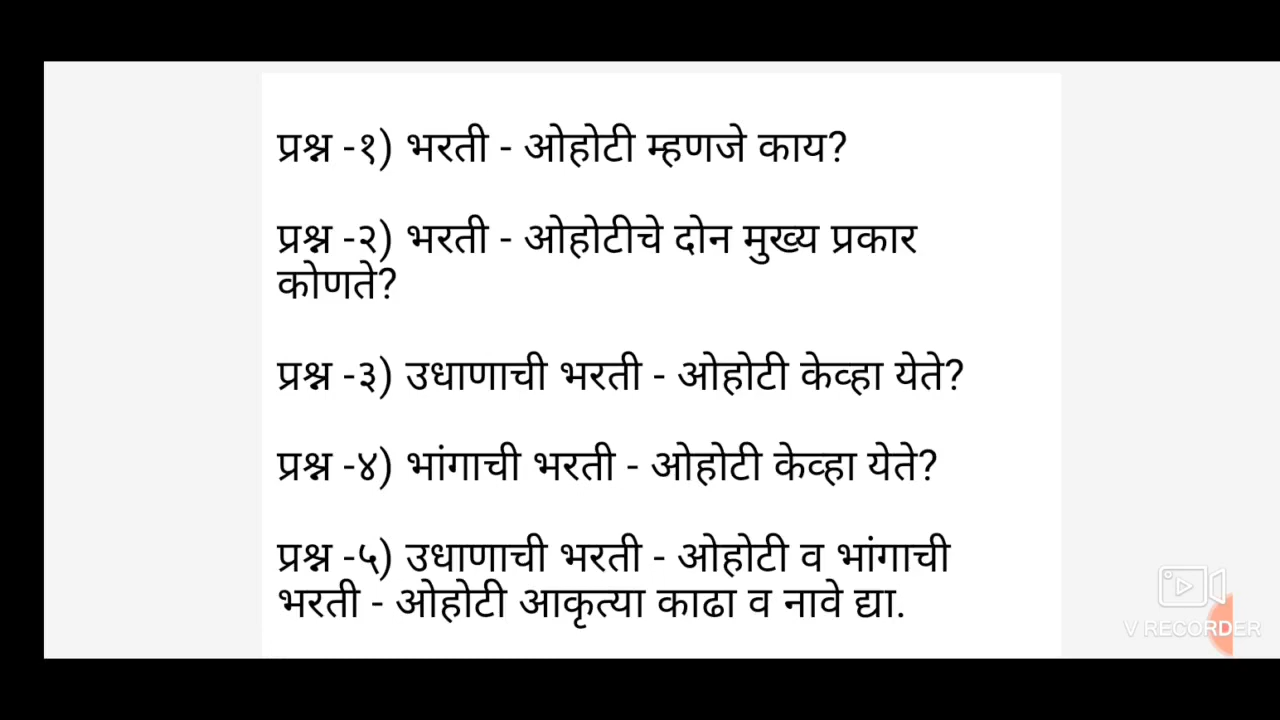 प्रश्न -१) भरती - ओहोटी म्हणजे काय?
प्रश्न -२) भरती - ओहोटीचे दोन मुख्य प्रकार
कोणते?
प्रश्न -३) उधाणाची भरती - ओहोटी केव्हा येते?
प्रश्न -४) भांगाची भरती - ओहोटी केव्हा येते?
प्रश्न -५) उधाणाची भरती - ओहोटी व भांगाची
भरती - ओहोटी आकृत्या काढा व नावे द्या.
V RECORDER